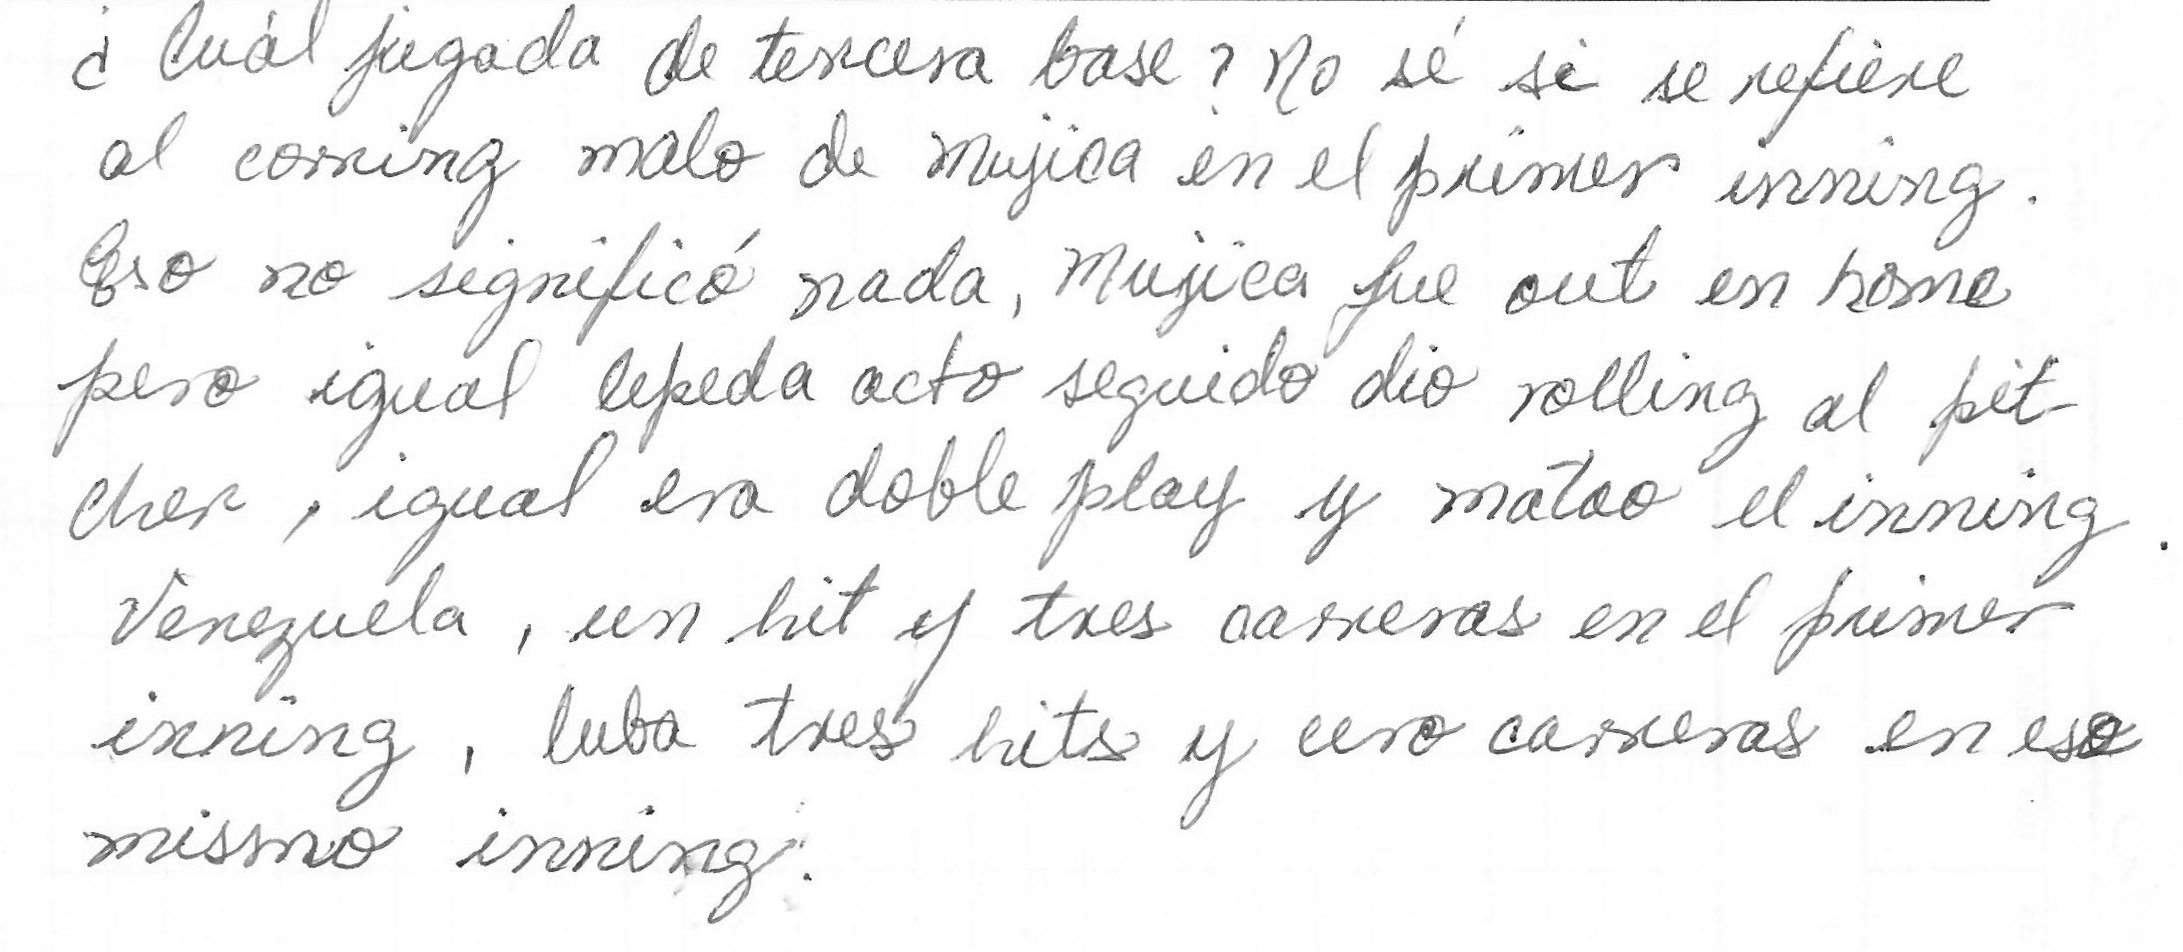 ¿Cuál jugada de tercera base? No sé si se refiere
al corring malo de Mujica en el primer inning.
Eso no significó nada, Mujica fue out en home
pero igual Cepeda acto seguido dio rolling al pit-
cher, igual era doble play y matao el inning.
Venezuela, un hit y tres carreras en el primer
inning, Cuba tres hits y cero carreras en ese
mismo inning.